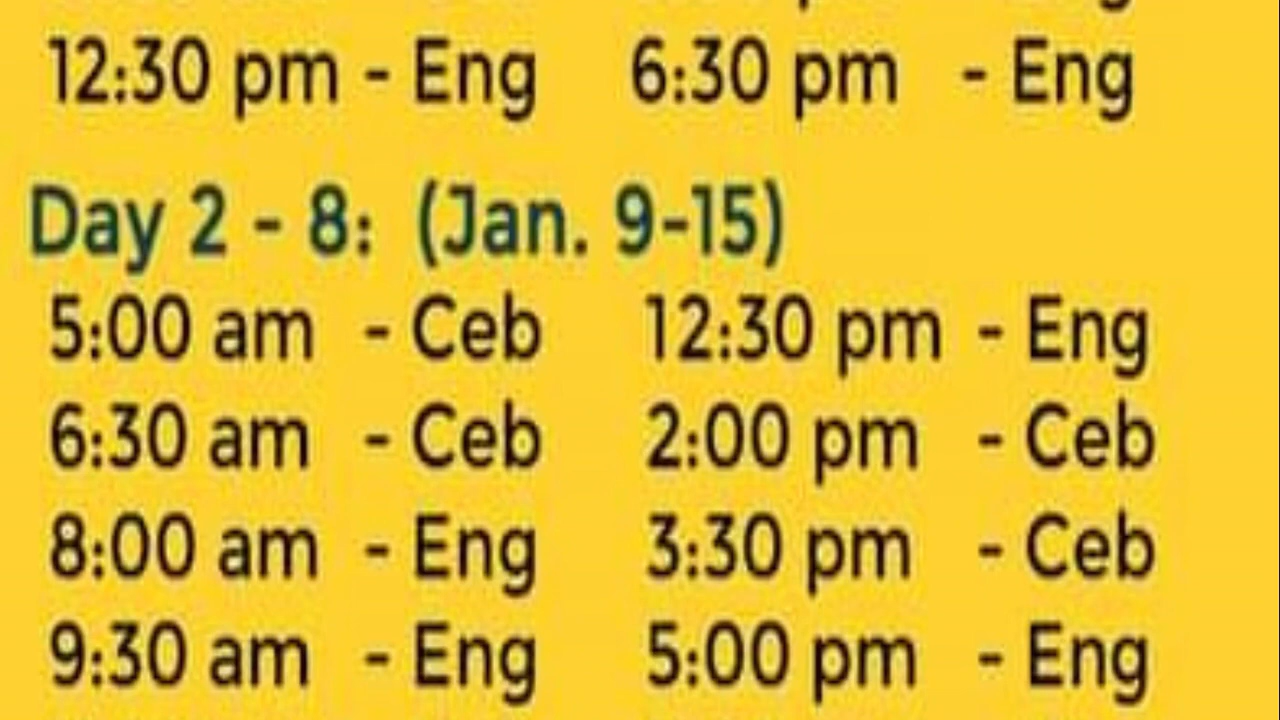 12:30 pm - Eng 6:30 pm - Eng
Day 2 - 8: (Jan. 9-15)
5:00 am - Ceb 12:30 pm - Eng
6:30 am - Ceb 2:00 pm - Ceb
8:00 am - Eng 3:30 pm - Ceb
9:30 am - Eng 5:00 pm - Eng